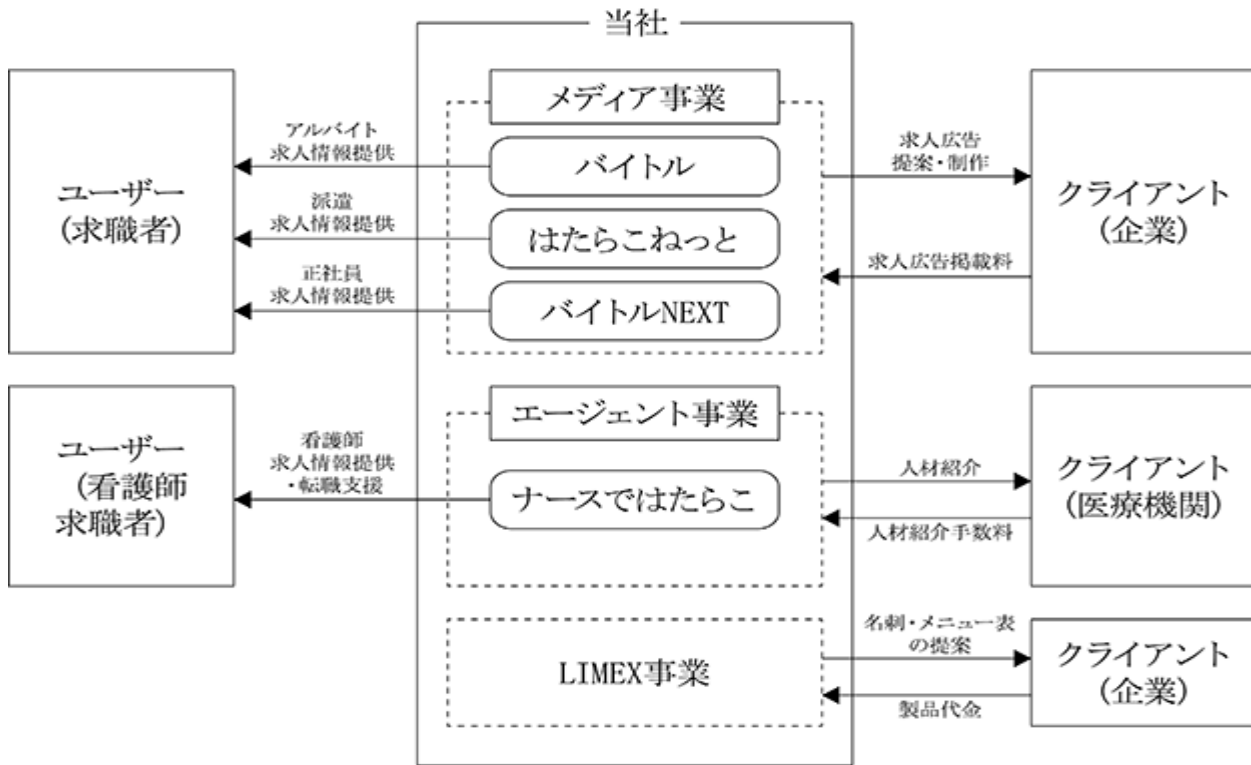 当社
メディア事業
バイトル
はたらこねっと
バイトルNEXT
ユーザー
(求職者)
アルバイト
求人情報提供
派遣
求人情報提供
正社員
求人情報提供
求人広告
提案・制作
求人広告掲載料
クライアント
(企業)
エージェント事業
ナースではたらこ
ユーザー
(看護師
求職者)
看護師
求人情報提供
・転職支援
人材紹介
人材紹介手数料
クライアント
(医療機関)
LIMEX事業
名刺・メニュー表
の提案
製品代金
クライアント
(企業)